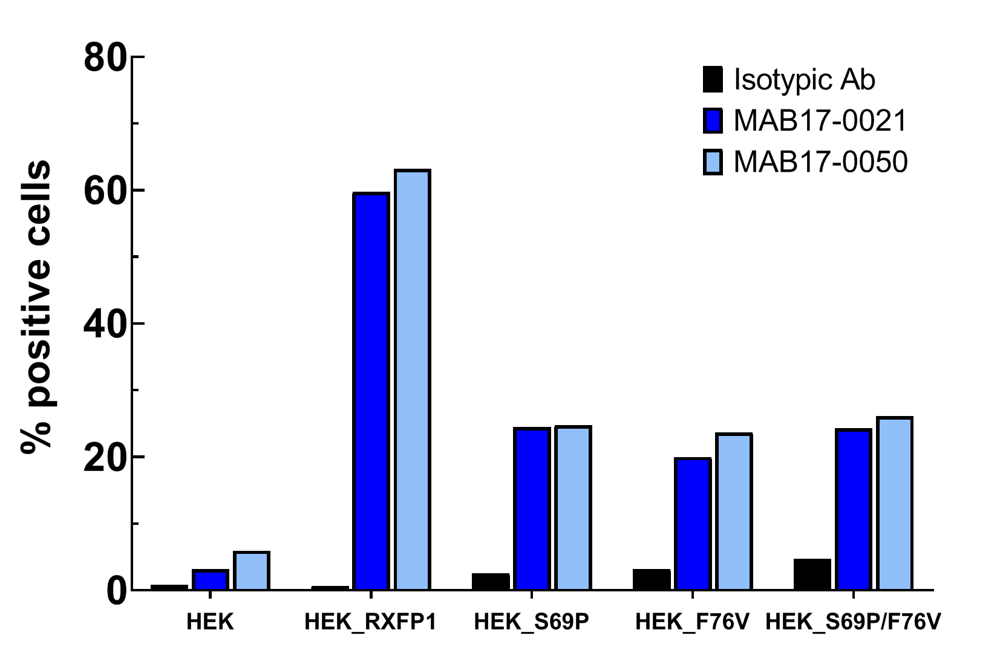 % positive cells
80
60
40
20
0
Isotypic Ab
MAB17-0021
MAB17-0050
HEK
HEK_RXFP1
HEK_S69P
HEK_F76V
HEK_S69P/F76V